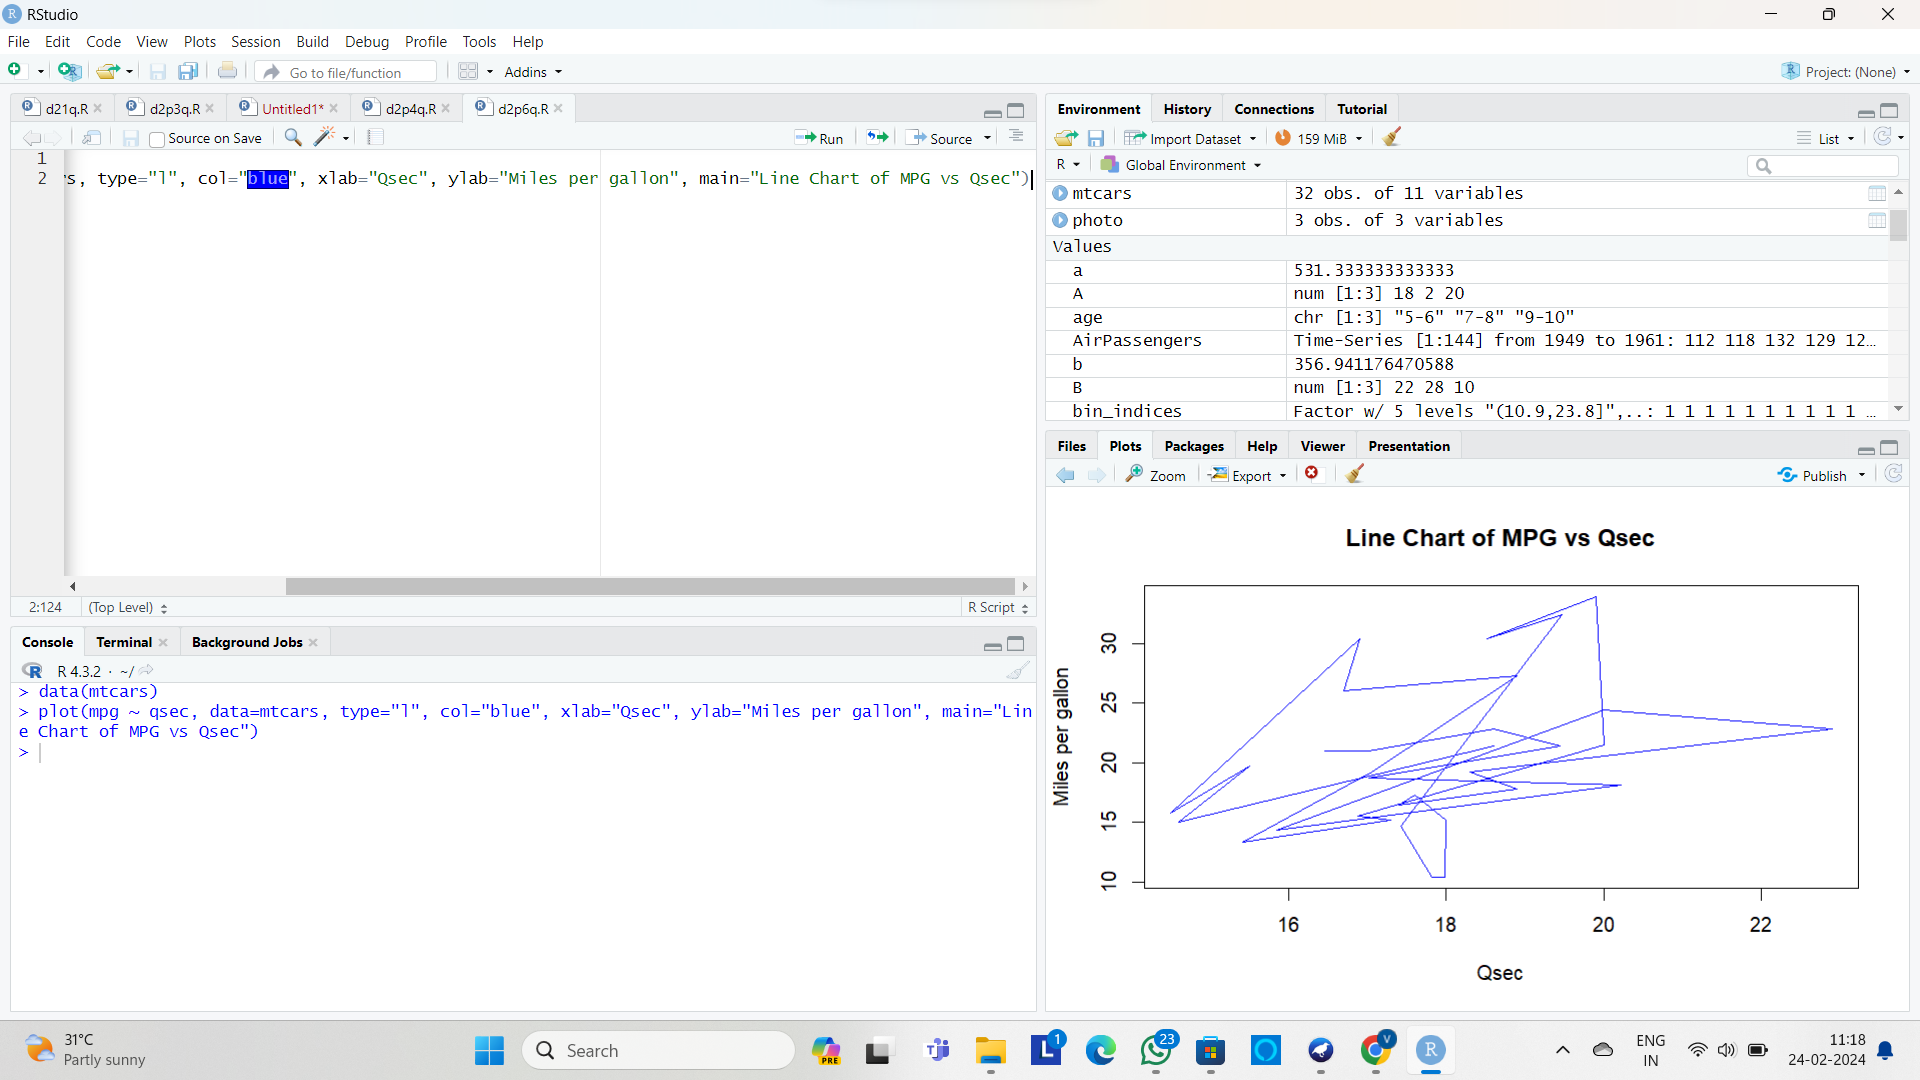 RStudio
File Edit Code View Plots Session Build Debug Profile Tools Help
Go to file/function Addins Project: (None)
d21q.R d2p3q.R Untitled1* d2p4q.R d2p6q.R
Source on Save Run Source
1
2 rs, type="l", col="blue", xlab="Qsec", ylab="Miles per gallon", main="Line Chart of MPG vs Qsec")
2:124 (Top Level) R Script
Console Terminal Background Jobs
R 4.3.2 · ~/
> data(mtcars)
> plot(mpg ~ qsec, data=mtcars, type="l", col="blue", xlab="Qsec", ylab="Miles per gallon", main="Lin
e Chart of MPG vs Qsec")
>
Environment History Connections Tutorial
Import Dataset 159 MiB List
R Global Environment
mtcars 32 obs. of 11 variables
photo 3 obs. of 3 variables
Values
a 531.333333333333
A num [1:3] 18 2 20
age chr [1:3] "5-6" "7-8" "9-10"
AirPassengers Time-Series [1:144] from 1949 to 1961: 112 118 132 129 12...
b 356.941176470588
B num [1:3] 22 28 10
bin_indices Factor w/ 5 levels "(10.9,23.8]",..: 1 1 1 1 1 1 1 1 1 1 ...
Files Plots Packages Help Viewer Presentation
Zoom Export Publish
Line Chart of MPG vs Qsec
Miles per gallon
30
25
20
15
10
16 18 20 22
Qsec
31°C
Partly sunny
Search
PRE
1
23
V
ENG
IN
11:18
24-02-2024